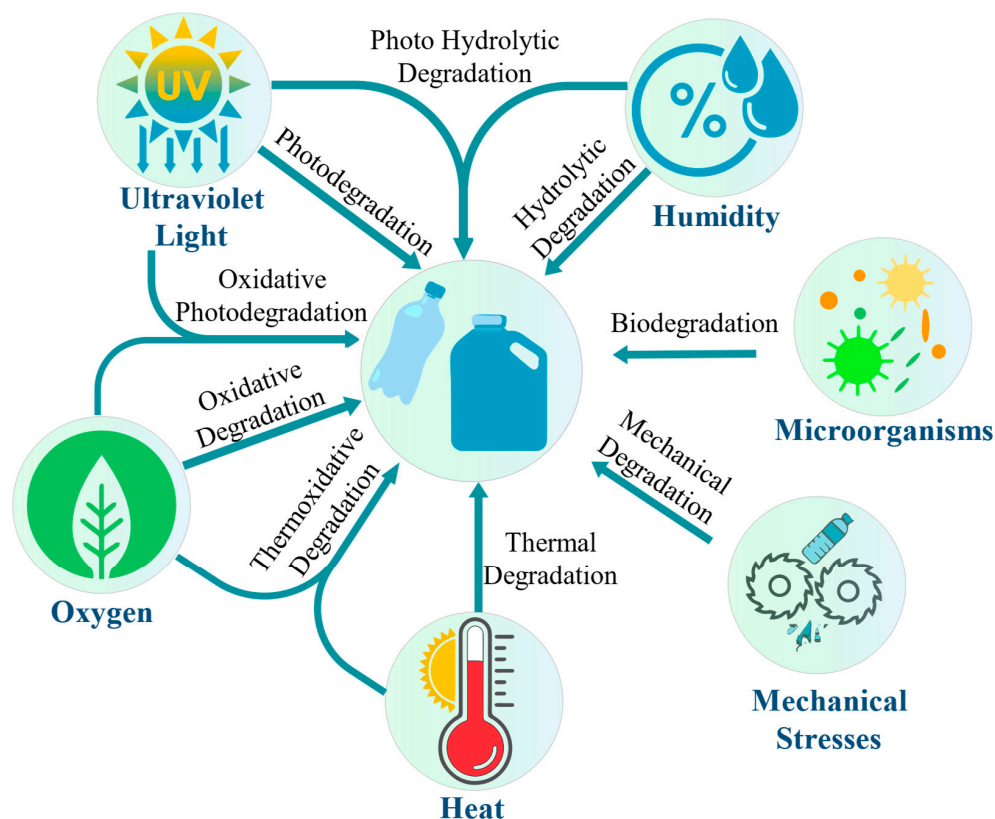 Photo Hydrolytic
Degradation
UV
%
Photodegradation
Hydrolytic
Degradation
Ultraviolet
Light
Humidity
Oxidative
Photodegradation
Biodegradation
Oxidative
Degradation
Microorganisms
Mechanical
Degradation
Thermoxidative
Degradation
Thermal
Degradation
Oxygen
Mechanical
Stresses
Heat